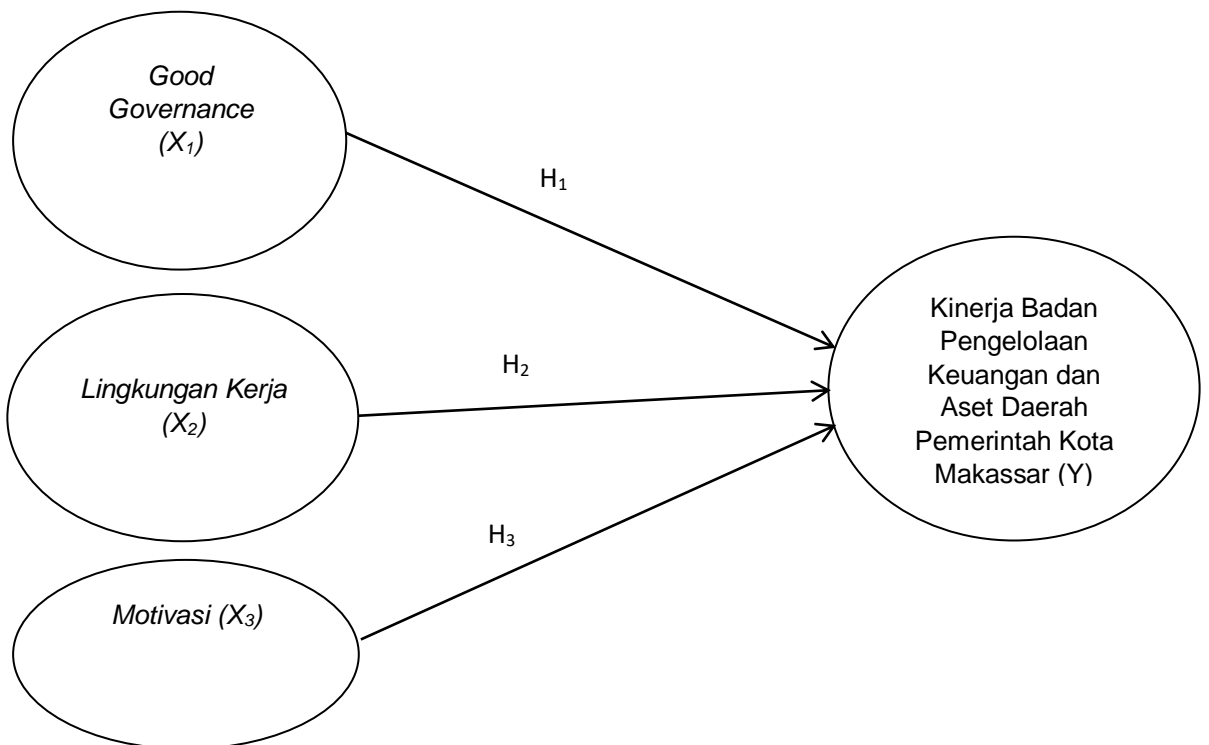 Good
Governance
(X₁)
H₁
Lingkungan Kerja
(X₂)
H₂
Motivasi (X₃)
H₃
Kinerja Badan
Pengelolaan
Keuangan dan
Aset Daerah
Pemerintah Kota
Makassar (Y)